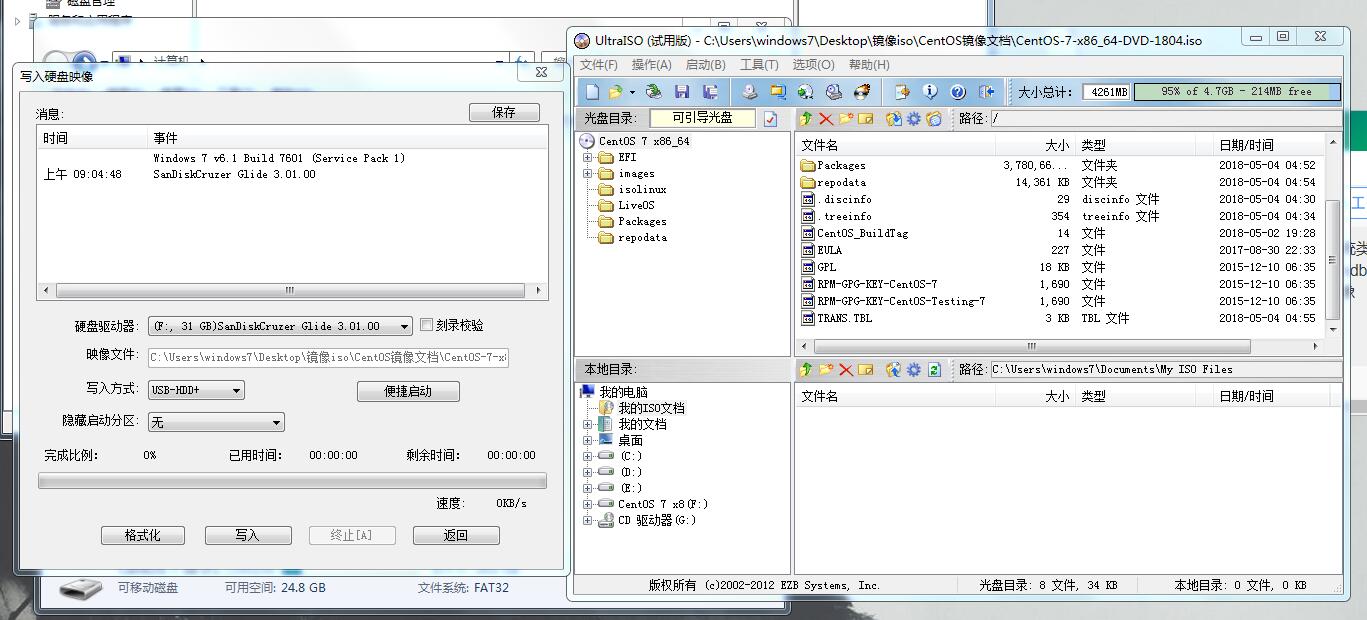 磁盘管理
服务和应用程序
计算机
写入硬盘映像
消息:
保存
时间 事件
Windows 7 v6.1 Build 7601 (Service Pack 1)
上午 09:04:48 SanDiskCruzer Glide 3.01.00
硬盘驱动器: (F:, 31 GB)SanDiskCruzer Glide 3.01.00 刻录校验
映像文件: C:\Users\windows7\Desktop\镜像iso\CentOS镜像文档\CentOS-7-x8
写入方式: USB-HDD+ 便捷启动
隐藏启动分区: 无
完成比例: 0% 已用时间: 00:00:00 剩余时间: 00:00:00
速度: 0KB/s
格式化 写入 终止[A] 返回
可移动磁盘 可用空间: 24.8 GB 文件系统: FAT32
UltraISO (试用版) - C:\Users\windows7\Desktop\镜像iso\CentOS镜像文档\CentOS-7-x86_64-DVD-1804.iso
文件(F) 操作(A) 启动(B) 工具(T) 选项(O) 帮助(H)
大小总计: 4261MB 95% of 4.7GB - 214MB free
光盘目录: 可引导光盘 路径: /
CentOS 7 x86_64
EFI
images
isolinux
LiveOS
Packages
repodata
文件名 大小 类型 日期/时间
Packages 3,780,66... 文件夹 2018-05-04 04:52
repodata 14,361 KB 文件夹 2018-05-04 04:54
.discinfo 29 discinfo 文件 2018-05-04 04:30
.treeinfo 354 treeinfo 文件 2018-05-04 04:34
CentOS_BuildTag 14 文件 2018-05-02 19:28
EULA 227 文件 2017-08-30 22:33
GPL 18 KB 文件 2015-12-10 06:35
RPM-GPG-KEY-CentOS-7 1,690 文件 2015-12-10 06:35
RPM-GPG-KEY-CentOS-Testing-7 1,690 文件 2015-12-10 06:35
TRANS.TBL 3 KB TBL 文件 2018-05-04 04:55
本地目录: 路径: C:\Users\windows7\Documents\My ISO Files
我的电脑
我的ISO文档
我的文档
桌面
(C:)
(D:)
(E:)
CentOS 7 x8(F:)
CD 驱动器(G:)
文件名 大小 类型 日期/时间
版权所有 (c)2002-2012 EZB Systems, Inc. 光盘目录: 8 文件, 34 KB 本地目录: 0 文件, 0 KB
工
db